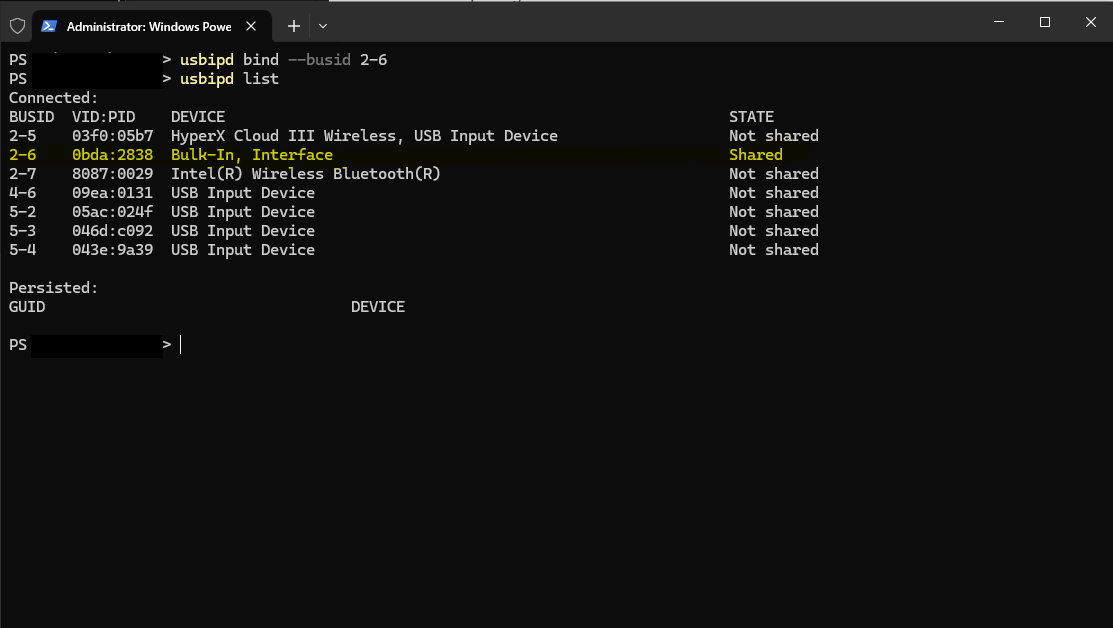 Administrator: Windows Powe
PS > usbipd bind --busid 2-6
PS > usbipd list
Connected:
BUSID VID:PID DEVICE STATE
2-5 03f0:05b7 HyperX Cloud III Wireless, USB Input Device Not shared
2-6 0bda:2838 Bulk-In, Interface Shared
2-7 8087:0029 Intel(R) Wireless Bluetooth(R) Not shared
4-6 09ea:0131 USB Input Device Not shared
5-2 05ac:024f USB Input Device Not shared
5-3 046d:c092 USB Input Device Not shared
5-4 043e:9a39 USB Input Device Not shared
Persisted:
GUID DEVICE
PS >